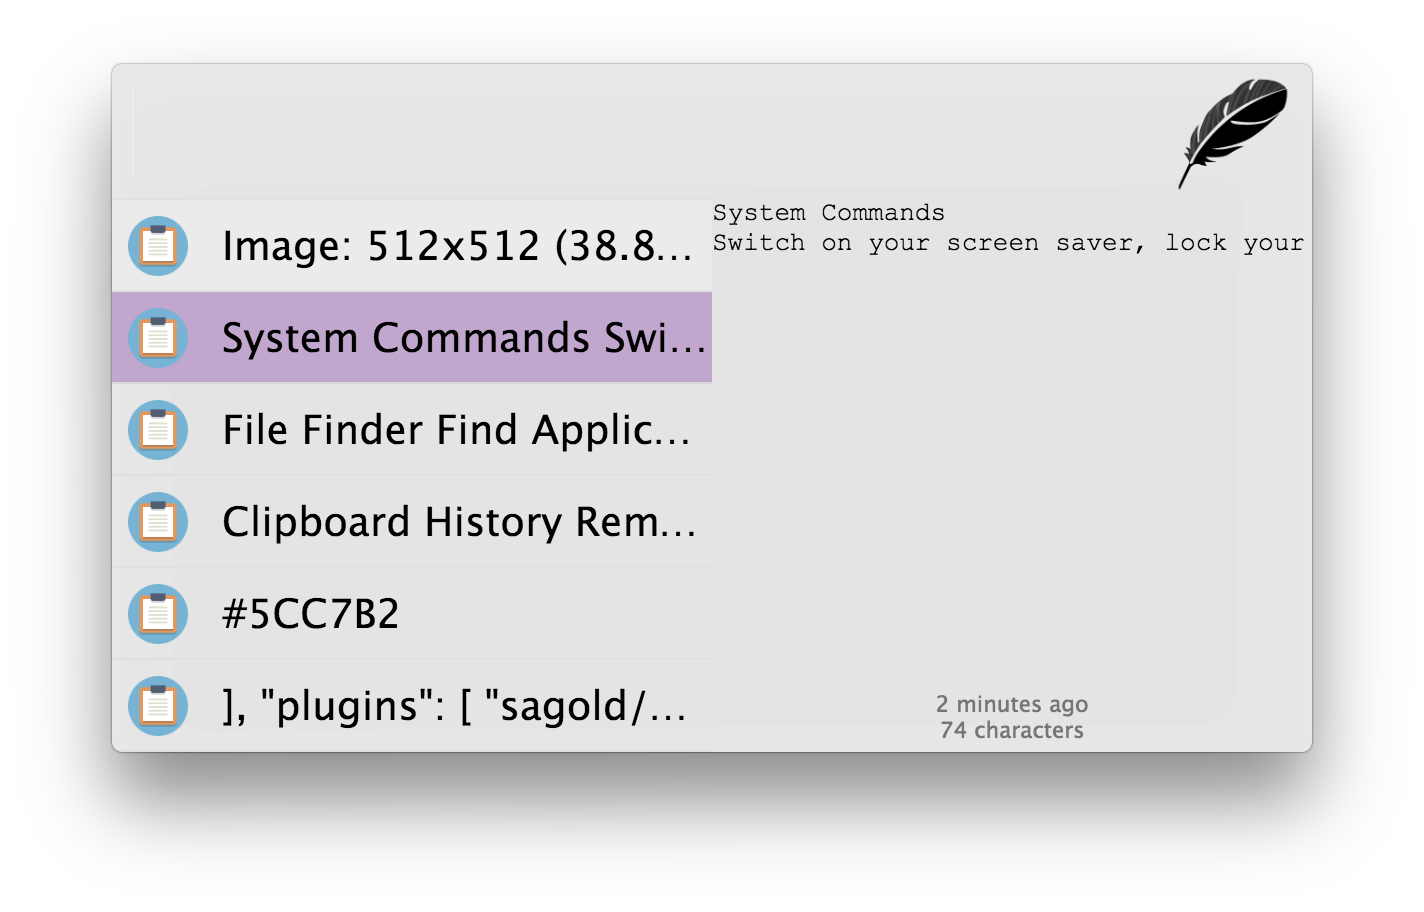 Image: 512x512 (38.8...
System Commands Swi...
File Finder Find Applic...
Clipboard History Rem...
#5CC7B2
], "plugins": [ "sagold/...
System Commands
Switch on your screen saver, lock your
2 minutes ago
74 characters